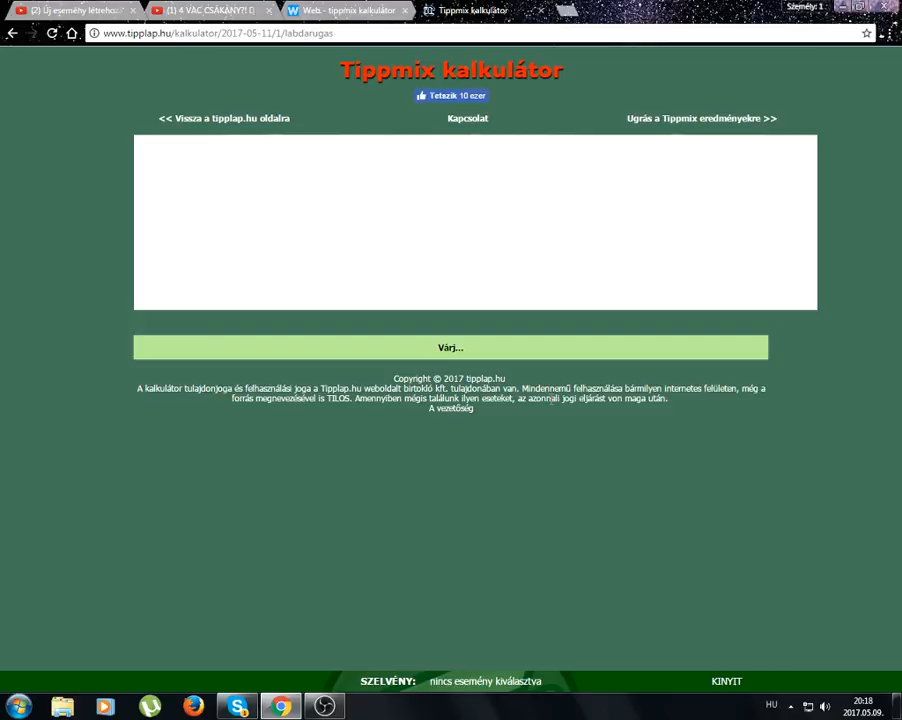 (2) Új esemény létrehoz
(1) 4 VAC CSÁKÁNY?! D
Web. - tippmix kalkulátor
Tippmix kalkulátor
Személy: 1
www.tipplap.hu/kalkulator/2017-05-11/1/labdarugas
Tippmix kalkulátor
Tetszik 10 ezer
<< Vissza a tipplap.hu oldalra
Kapcsolat
Ugrás a Tippmix eredményekre >>
Várj...
Copyright © 2017 tipplap.hu
A kalkulátor tulajdonjoga és felhasználási joga a Tipplap.hu weboldalt birtokló kft. tulajdonában van. Mindennemű felhasználása bármilyen internetes felületen, még a
forrás megnevezésével is TILOS. Amennyiben mégis találunk ilyen eseteket, az azonnali jogi eljárást von maga után.
A vezetőség
SZELVÉNY: nincs esemény kiválasztva
KINYIT
HU
20:18
2017.05.09.